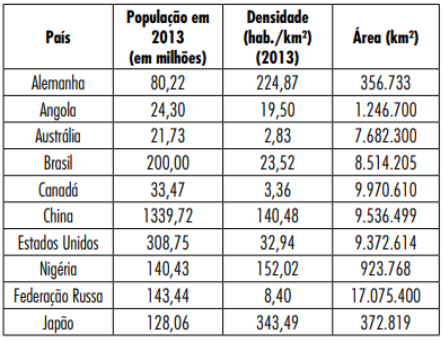 País População em 2013 (em milhões) Densidade (hab./km²) (2013) Área (km²)
Alemanha 80,22 224,87 356.733
Angola 24,30 19,50 1.246.700
Austrália 21,73 2,83 7.682.300
Brasil 200,00 23,52 8.514.205
Canadá 33,47 3,36 9.970.610
China 1339,72 140,48 9.536.499
Estados Unidos 308,75 32,94 9.372.614
Nigéria 140,43 152,02 923.768
Federação Russa 143,44 8,40 17.075.400
Japão 128,06 343,49 372.819